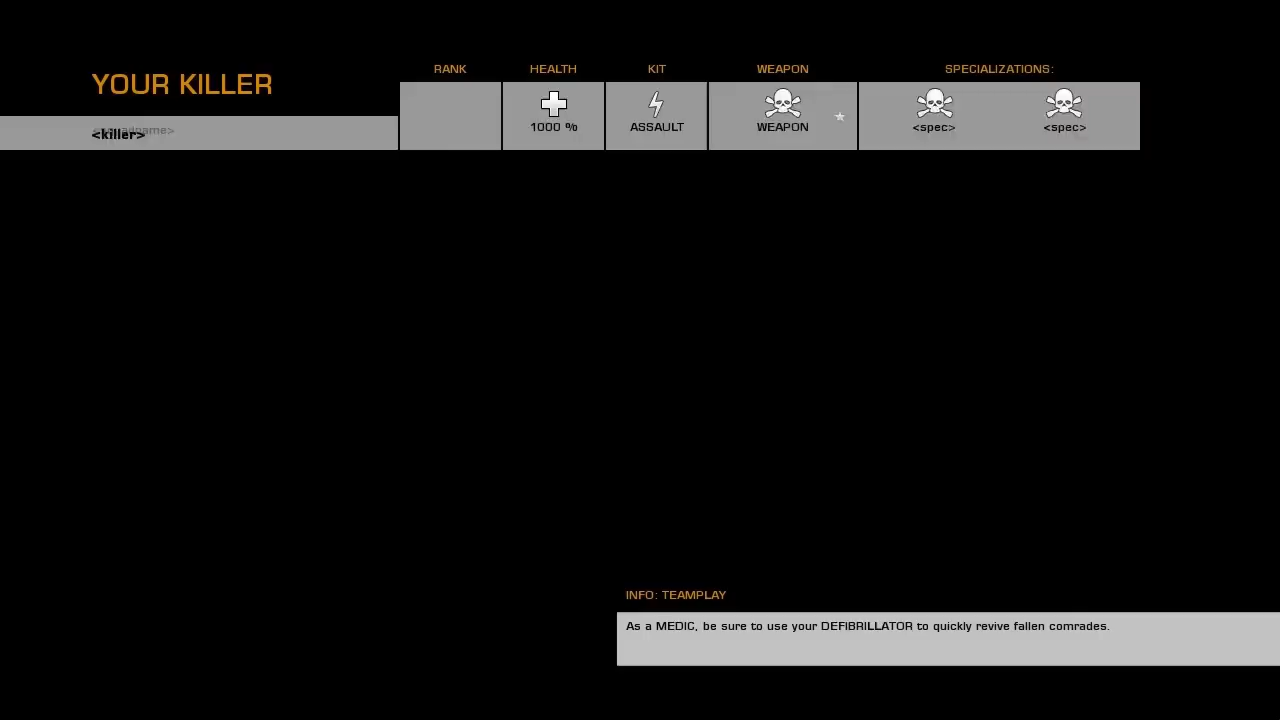 YOUR KILLER
<killer>
RANK
HEALTH
1000 %
KIT
ASSAULT
WEAPON
WEAPON
SPECIALIZATIONS:
<spec>
<spec>
INFO: TEAMPLAY
As a MEDIC, be sure to use your DEFIBRILLATOR to quickly revive fallen comrades.